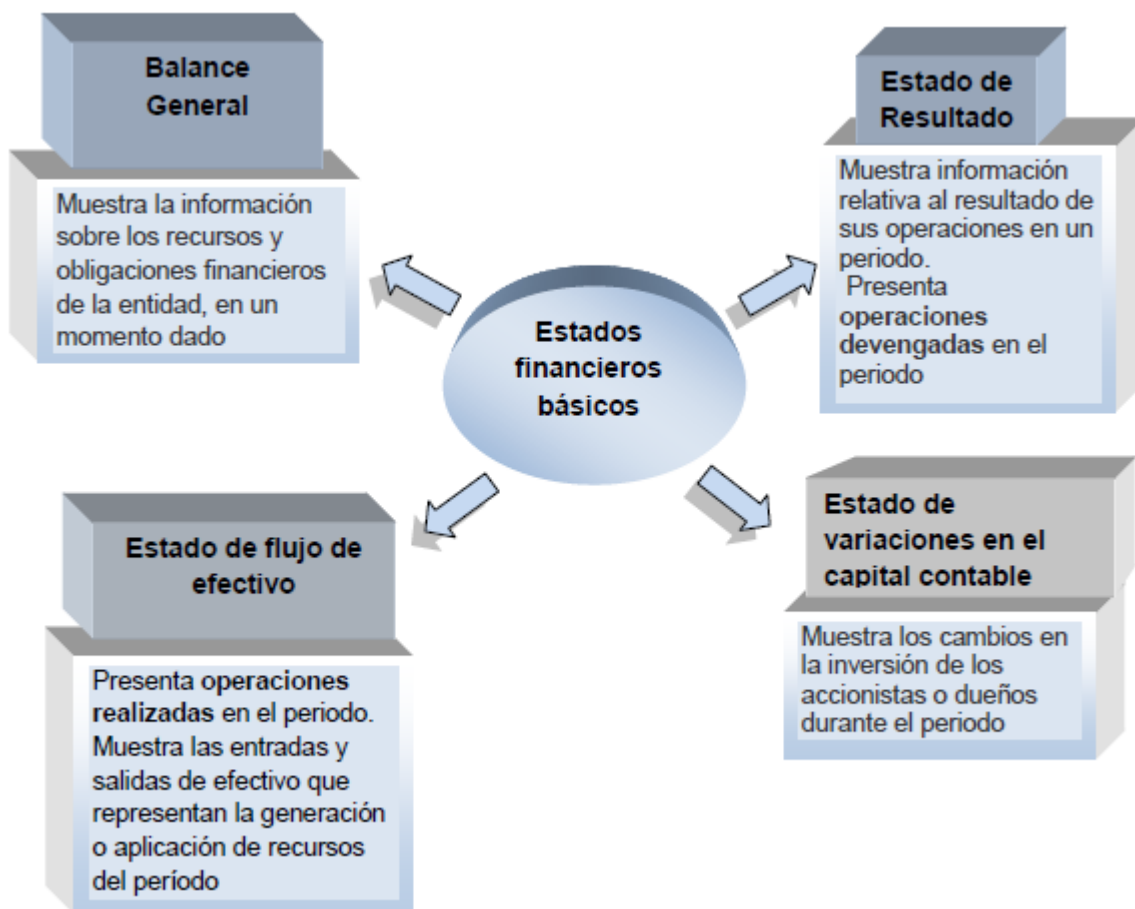 Balance
General
Muestra la información
sobre los recursos y
obligaciones financieros
de la entidad, en un
momento dado
Estado de
Resultado
Muestra información
relativa al resultado de
sus operaciones en un
periodo.
Presenta
operaciones
devengadas en el
periodo
Estados
financieros
básicos
Estado de flujo de
efectivo
Presenta operaciones
realizadas en el periodo.
Muestra las entradas y
salidas de efectivo que
representan la generación
o aplicación de recursos
del período
Estado de
variaciones en el
capital contable
Muestra los cambios en
la inversión de los
accionistas o dueños
durante el periodo